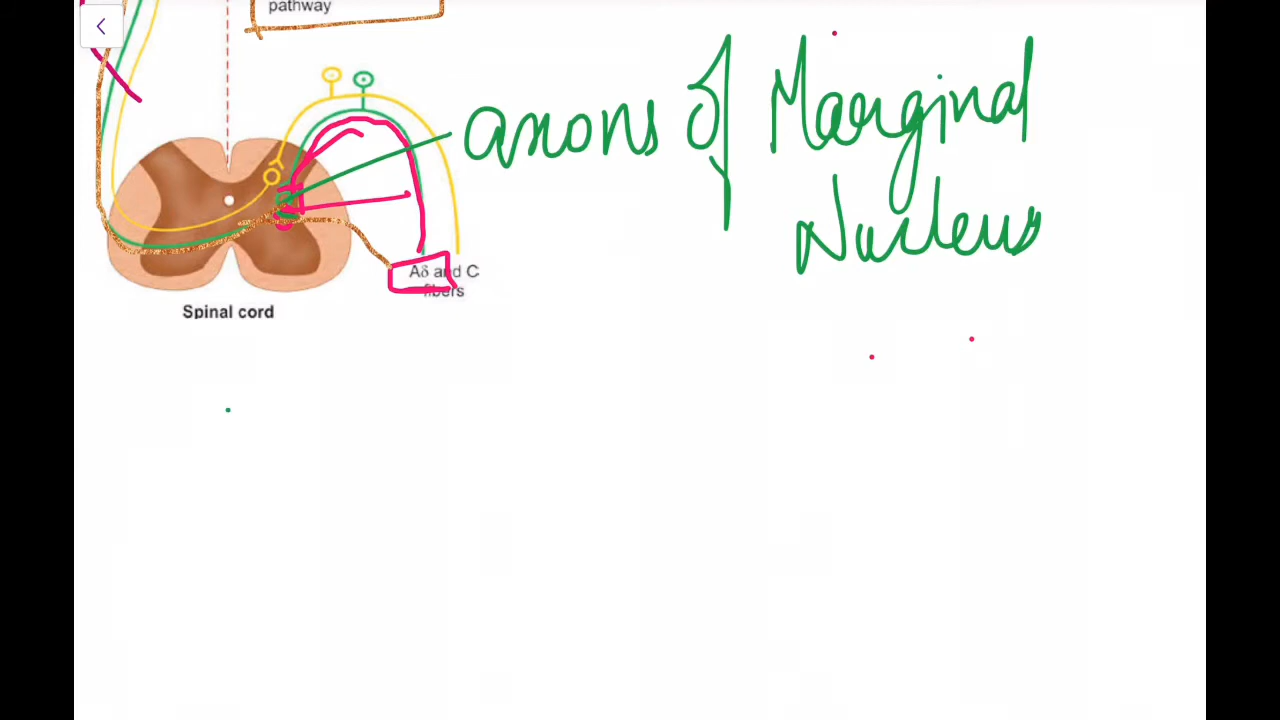 pathway
axons of Marginal
Nucleus
Aδ and C
fibers
Spinal cord